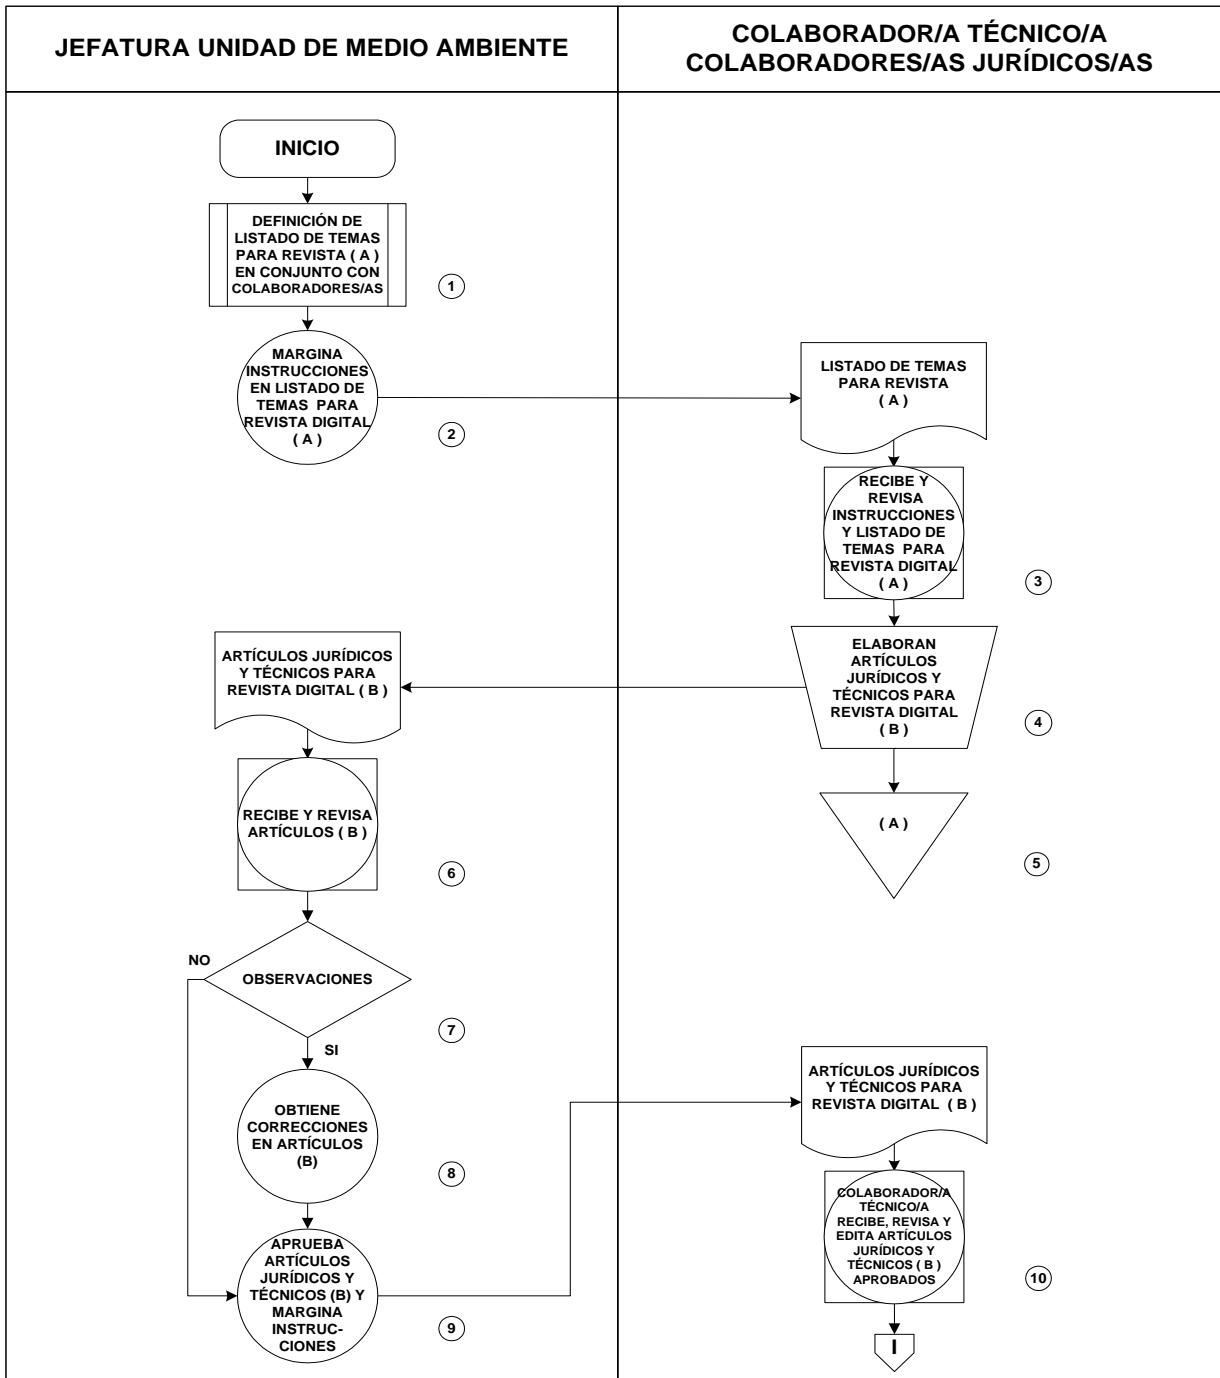 JEFATURA UNIDAD DE MEDIO AMBIENTE
COLABORADOR/A TÉCNICO/A
COLABORADORES/AS JURÍDICOS/AS
INICIO
DEFINICIÓN DE
LISTADO DE TEMAS
PARA REVISTA ( A )
EN CONJUNTO CON
COLABORADORES/AS
1
MARGINA
INSTRUCCIONES
EN LISTADO DE
TEMAS PARA
REVISTA DIGITAL
( A )
2
LISTADO DE TEMAS
PARA REVISTA
( A )
RECIBE Y
REVISA
INSTRUCCIONES
Y LISTADO DE
TEMAS PARA
REVISTA DIGITAL
( A )
3
ELABORAN
ARTÍCULOS
JURÍDICOS Y
TÉCNICOS PARA
REVISTA DIGITAL
( B )
4
( A )
5
ARTÍCULOS JURÍDICOS
Y TÉCNICOS PARA
REVISTA DIGITAL ( B )
RECIBE Y REVISA
ARTÍCULOS ( B )
6
OBSERVACIONES
NO
7
SI
OBTIENE
CORRECCIONES
EN ARTÍCULOS
(B)
8
APRUEBA
ARTÍCULOS
JURÍDICOS Y
TÉCNICOS (B) Y
MARGINA
INSTRUC-
CIONES
9
ARTÍCULOS JURÍDICOS
Y TÉCNICOS PARA
REVISTA DIGITAL ( B )
COLABORADOR/A
TÉCNICO/A
RECIBE, REVISA Y
EDITA ARTÍCULOS
JURÍDICOS Y
TÉCNICOS ( B )
APROBADOS
10
I